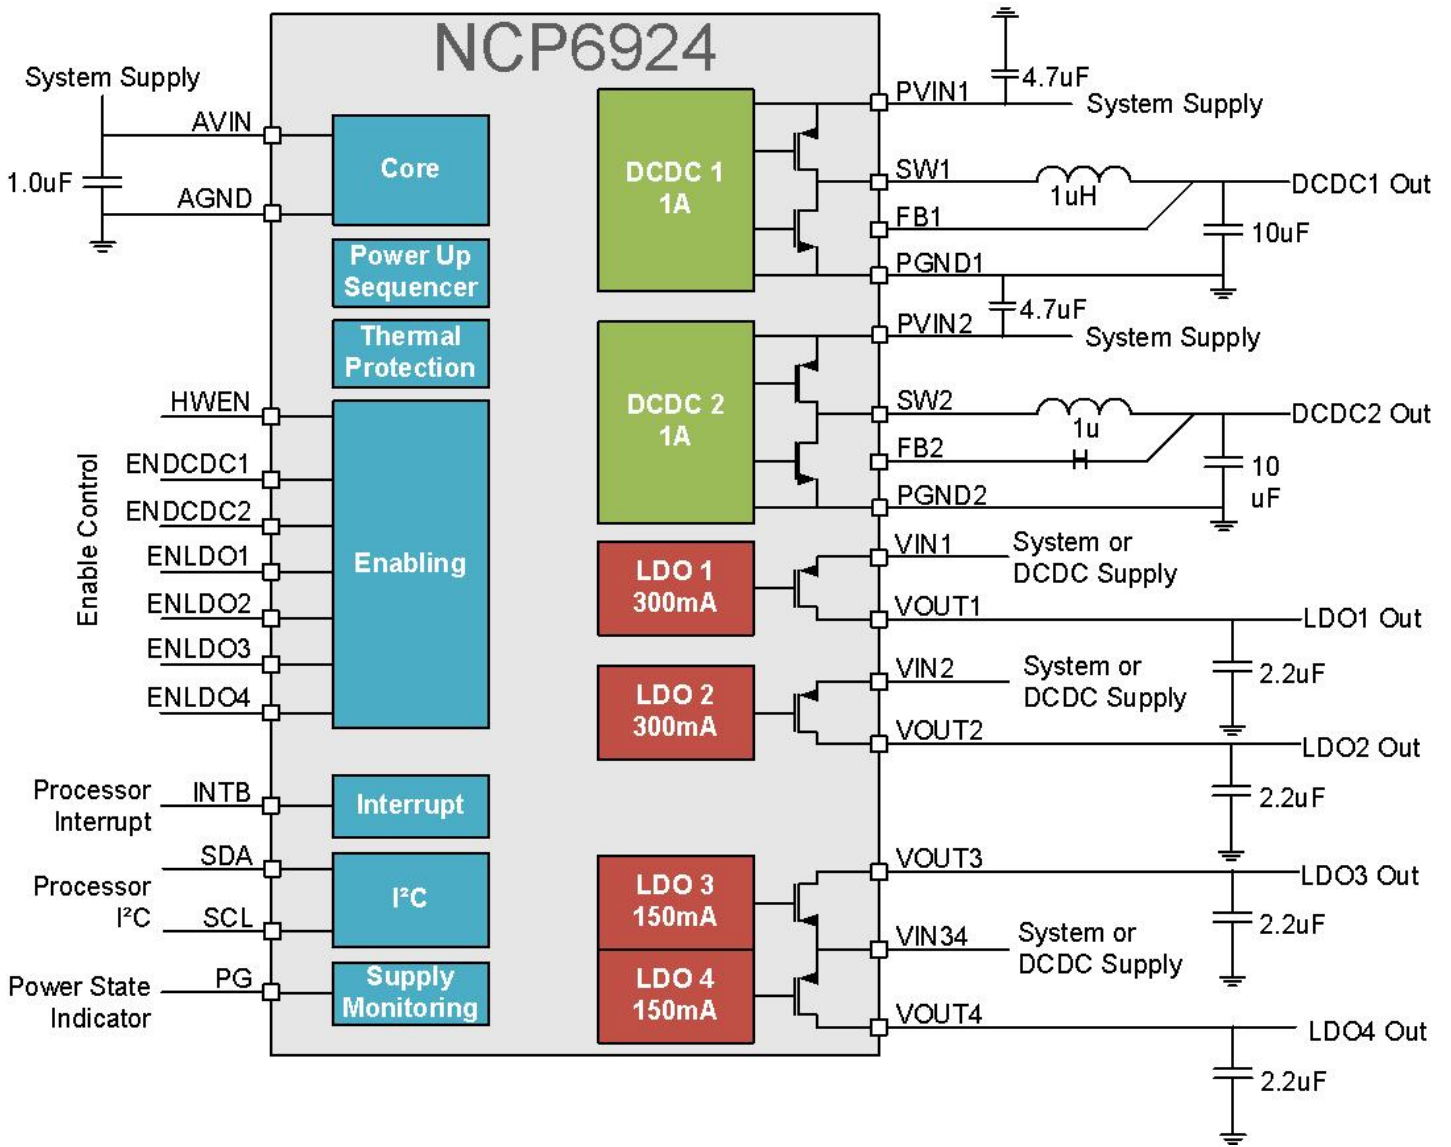 NCP6924
System Supply
AVIN
1.0uF
AGND
Core
Power Up
Sequencer
Thermal
Protection
HWEN
ENDCDC1
ENDCDC2
ENLDO1
ENLDO2
ENLDO3
ENLDO4
Enable Control
Enabling
Processor
Interrupt
INTB
Interrupt
SDA
Processor
I²C
SCL
I²C
Power State
Indicator
PG
Supply
Monitoring
DCDC 1
1A
PVIN1
4.7uF
System Supply
SW1
1uH
DCDC1 Out
FB1
10uF
PGND1
DCDC 2
1A
4.7uF
PVIN2
System Supply
SW2
1u
H
DCDC2 Out
FB2
10
uF
PGND2
LDO 1
300mA
VIN1
System or
DCDC Supply
VOUT1
LDO1 Out
2.2uF
LDO 2
300mA
VIN2
System or
DCDC Supply
VOUT2
LDO2 Out
2.2uF
LDO 3
150mA
VOUT3
LDO3 Out
2.2uF
VIN34
System or
DCDC Supply
LDO 4
150mA
VOUT4
LDO4 Out
2.2uF